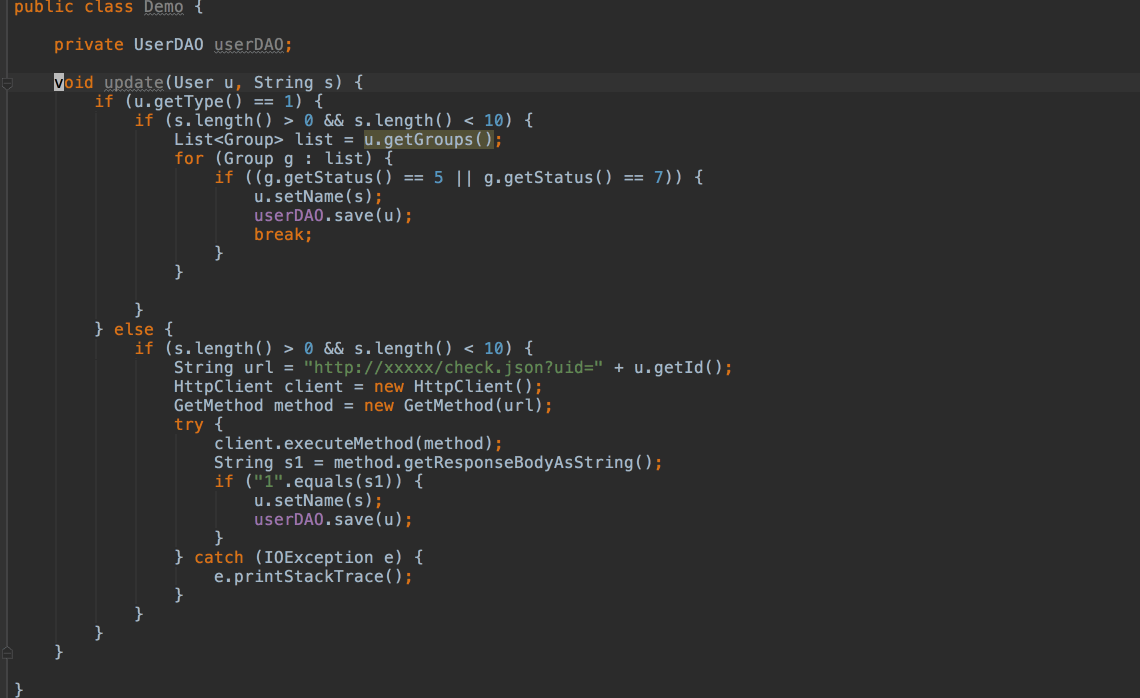 public class Demo {
private UserDAO userDAO;
void update(User u, String s) {
if (u.getType() == 1) {
if (s.length() > 0 && s.length() < 10) {
List<Group> list = u.getGroups();
for (Group g : list) {
if ((g.getStatus() == 5 || g.getStatus() == 7)) {
u.setName(s);
userDAO.save(u);
break;
}
}
}
} else {
if (s.length() > 0 && s.length() < 10) {
String url = "http://xxxxx/check.json?uid=" + u.getId();
HttpClient client = new HttpClient();
GetMethod method = new GetMethod(url);
try {
client.executeMethod(method);
String s1 = method.getResponseBodyAsString();
if ("1".equals(s1)) {
u.setName(s);
userDAO.save(u);
}
} catch (IOException e) {
e.printStackTrace();
}
}
}
}
}